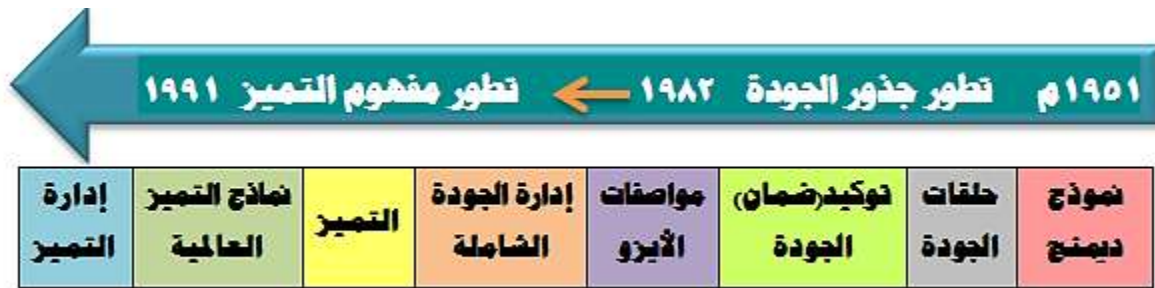 ١٩٥١م تطور جذور الجودة ١٩٨٢ ← تطور مفهوم التميز ١٩٩١
نموذج ديمنج
حلقات الجودة
توكيد(ضمان) الجودة
مواصفات الأيزو
إدارة الجودة الشاملة
التميز
نماذج التميز العالمية
إدارة التميز